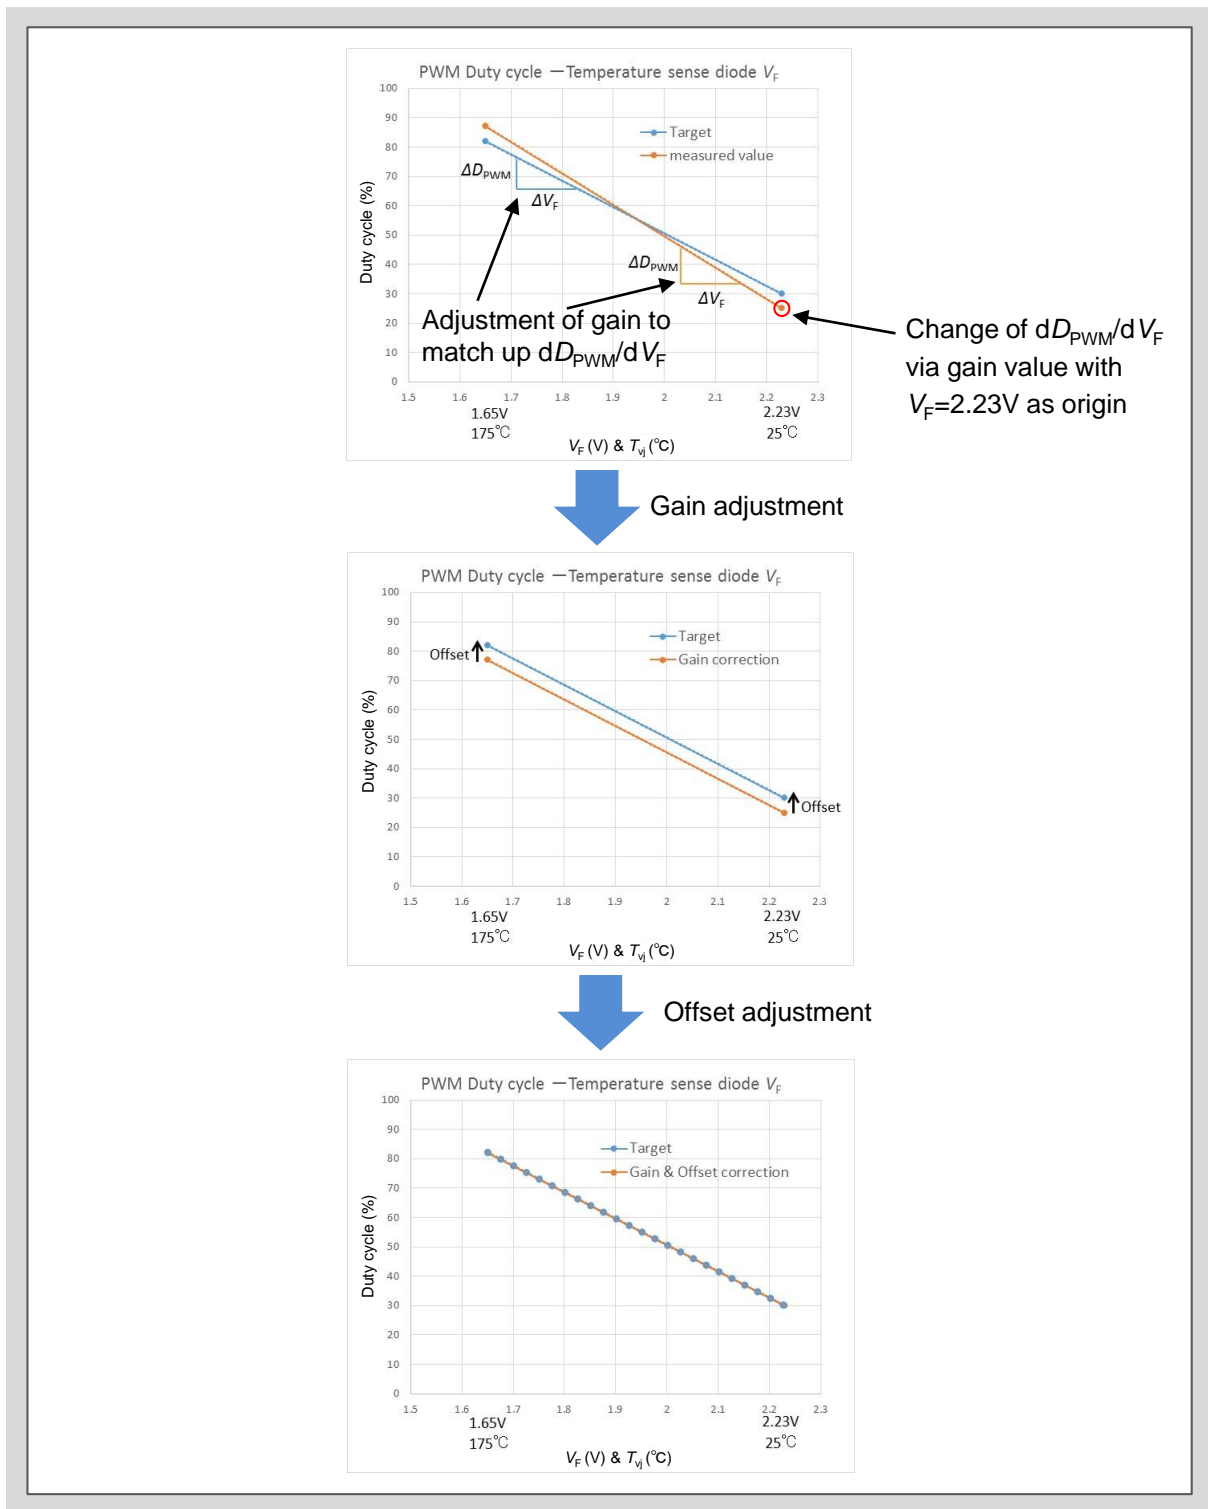 PWM Duty cycle —Temperature sense diode VF
100
90
80
70
60
50
40
30
20
10
0
Duty cycle (%)
Target
measured value
ΔDPWM
ΔVF
ΔDPWM
ΔVF
Adjustment of gain to
match up dDPWM/dVF
Change of dDPWM/dVF
via gain value with
VF=2.23V as origin
1.5 1.6 1.7 1.8 1.9 2 2.1 2.2 2.3
1.65V 2.23V
175℃ 25℃
VF (V) & Tvj (℃)
Gain adjustment
PWM Duty cycle —Temperature sense diode VF
100
90
80
70
60
50
40
30
20
10
0
Duty cycle (%)
Target
Gain correction
Offset
Offset
1.5 1.6 1.7 1.8 1.9 2 2.1 2.2 2.3
1.65V 2.23V
175℃ 25℃
VF (V) & Tvj (℃)
Offset adjustment
PWM Duty cycle —Temperature sense diode VF
100
90
80
70
60
50
40
30
20
10
0
Duty cycle (%)
Target
Gain & Offset correction
1.5 1.6 1.7 1.8 1.9 2 2.1 2.2 2.3
1.65V 2.23V
175℃ 25℃
VF (V) & Tvj (℃)